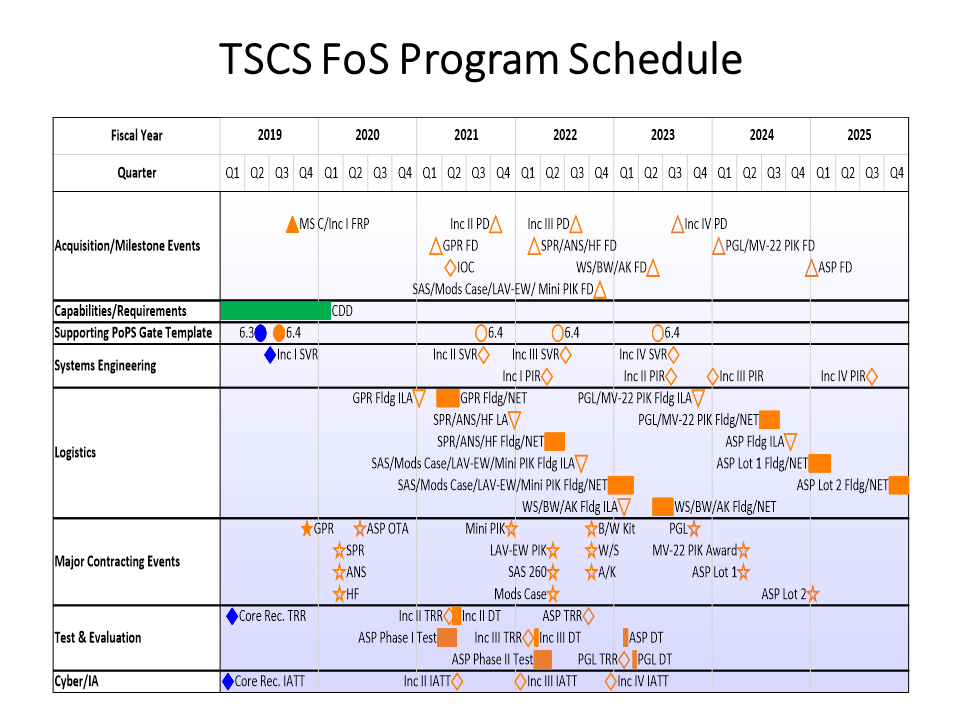 TSCS FoS Program Schedule
Fiscal Year 2019 2020 2021 2022 2023 2024 2025
Quarter Q1 Q2 Q3 Q4 Q1 Q2 Q3 Q4 Q1 Q2 Q3 Q4 Q1 Q2 Q3 Q4 Q1 Q2 Q3 Q4 Q1 Q2 Q3 Q4 Q1 Q2 Q3 Q4
Acquisition/Milestone Events
MS C/Inc I FRP Inc II PD Inc III PD Inc IV PD
GPR FD SPR/ANS/HF FD PGL/MV-22 PIK FD
IOC WS/BW/AK FD ASP FD
SAS/Mods Case/LAV-EW/ Mini PIK FD
Capabilities/Requirements CDD
Supporting PoPS Gate Template 6.3 6.4 6.4 6.4 6.4
Systems Engineering
Inc I SVR Inc II SVR Inc III SVR Inc IV SVR
Inc I PIR Inc II PIR Inc III PIR Inc IV PIR
Logistics
GPR Fldg ILA GPR Fldg/NET PGL/MV-22 PIK Fldg ILA
SPR/ANS/HF LA PGL/MV-22 PIK Fldg/NET
SPR/ANS/HF Fldg/NET ASP Fldg ILA
SAS/Mods Case/LAV-EW/Mini PIK Fldg ILA ASP Lot 1 Fldg/NET
SAS/Mods Case/LAV-EW/Mini PIK Fldg/NET ASP Lot 2 Fldg/NET
WS/BW/AK Fldg ILA WS/BW/AK Fldg/NET
Major Contracting Events
GPR ASP OTA Mini PIK B/W Kit PGL
SPR LAV-EW PIK W/S MV-22 PIK Award
ANS SAS 260 A/K ASP Lot 1
HF Mods Case ASP Lot 2
Test & Evaluation
Core Rec. TRR Inc II TRR Inc II DT ASP TRR
ASP Phase I Test Inc III TRR Inc III DT ASP DT
ASP Phase II Test PGL TRR PGL DT
Cyber/IA Core Rec. IATT Inc II IATT Inc III IATT Inc IV IATT